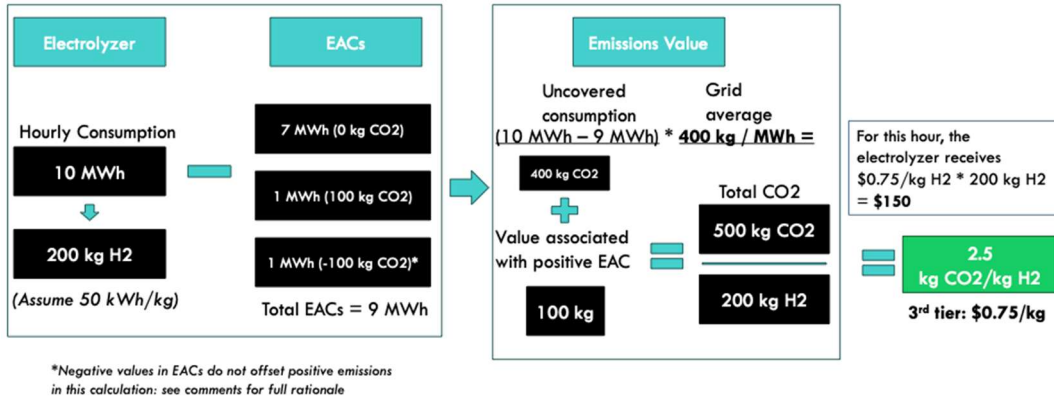 Electrolyzer
Hourly Consumption
10 MWh
200 kg H2
(Assume 50 kWh/kg)
EACs
7 MWh (0 kg CO2)
1 MWh (100 kg CO2)
1 MWh (-100 kg CO2)*
Total EACs = 9 MWh
Emissions Value
Uncovered
consumption
(10 MWh – 9 MWh) *
Grid
average
400 kg / MWh =
400 kg CO2
Value associated
with positive EAC
100 kg
Total CO2
500 kg CO2
200 kg H2
For this hour, the
electrolyzer receives
$0.75/kg H2 * 200 kg H2
= $150
2.5
kg CO2/kg H2
3rd tier: $0.75/kg
*Negative values in EACs do not offset positive emissions
in this calculation: see comments for full rationale